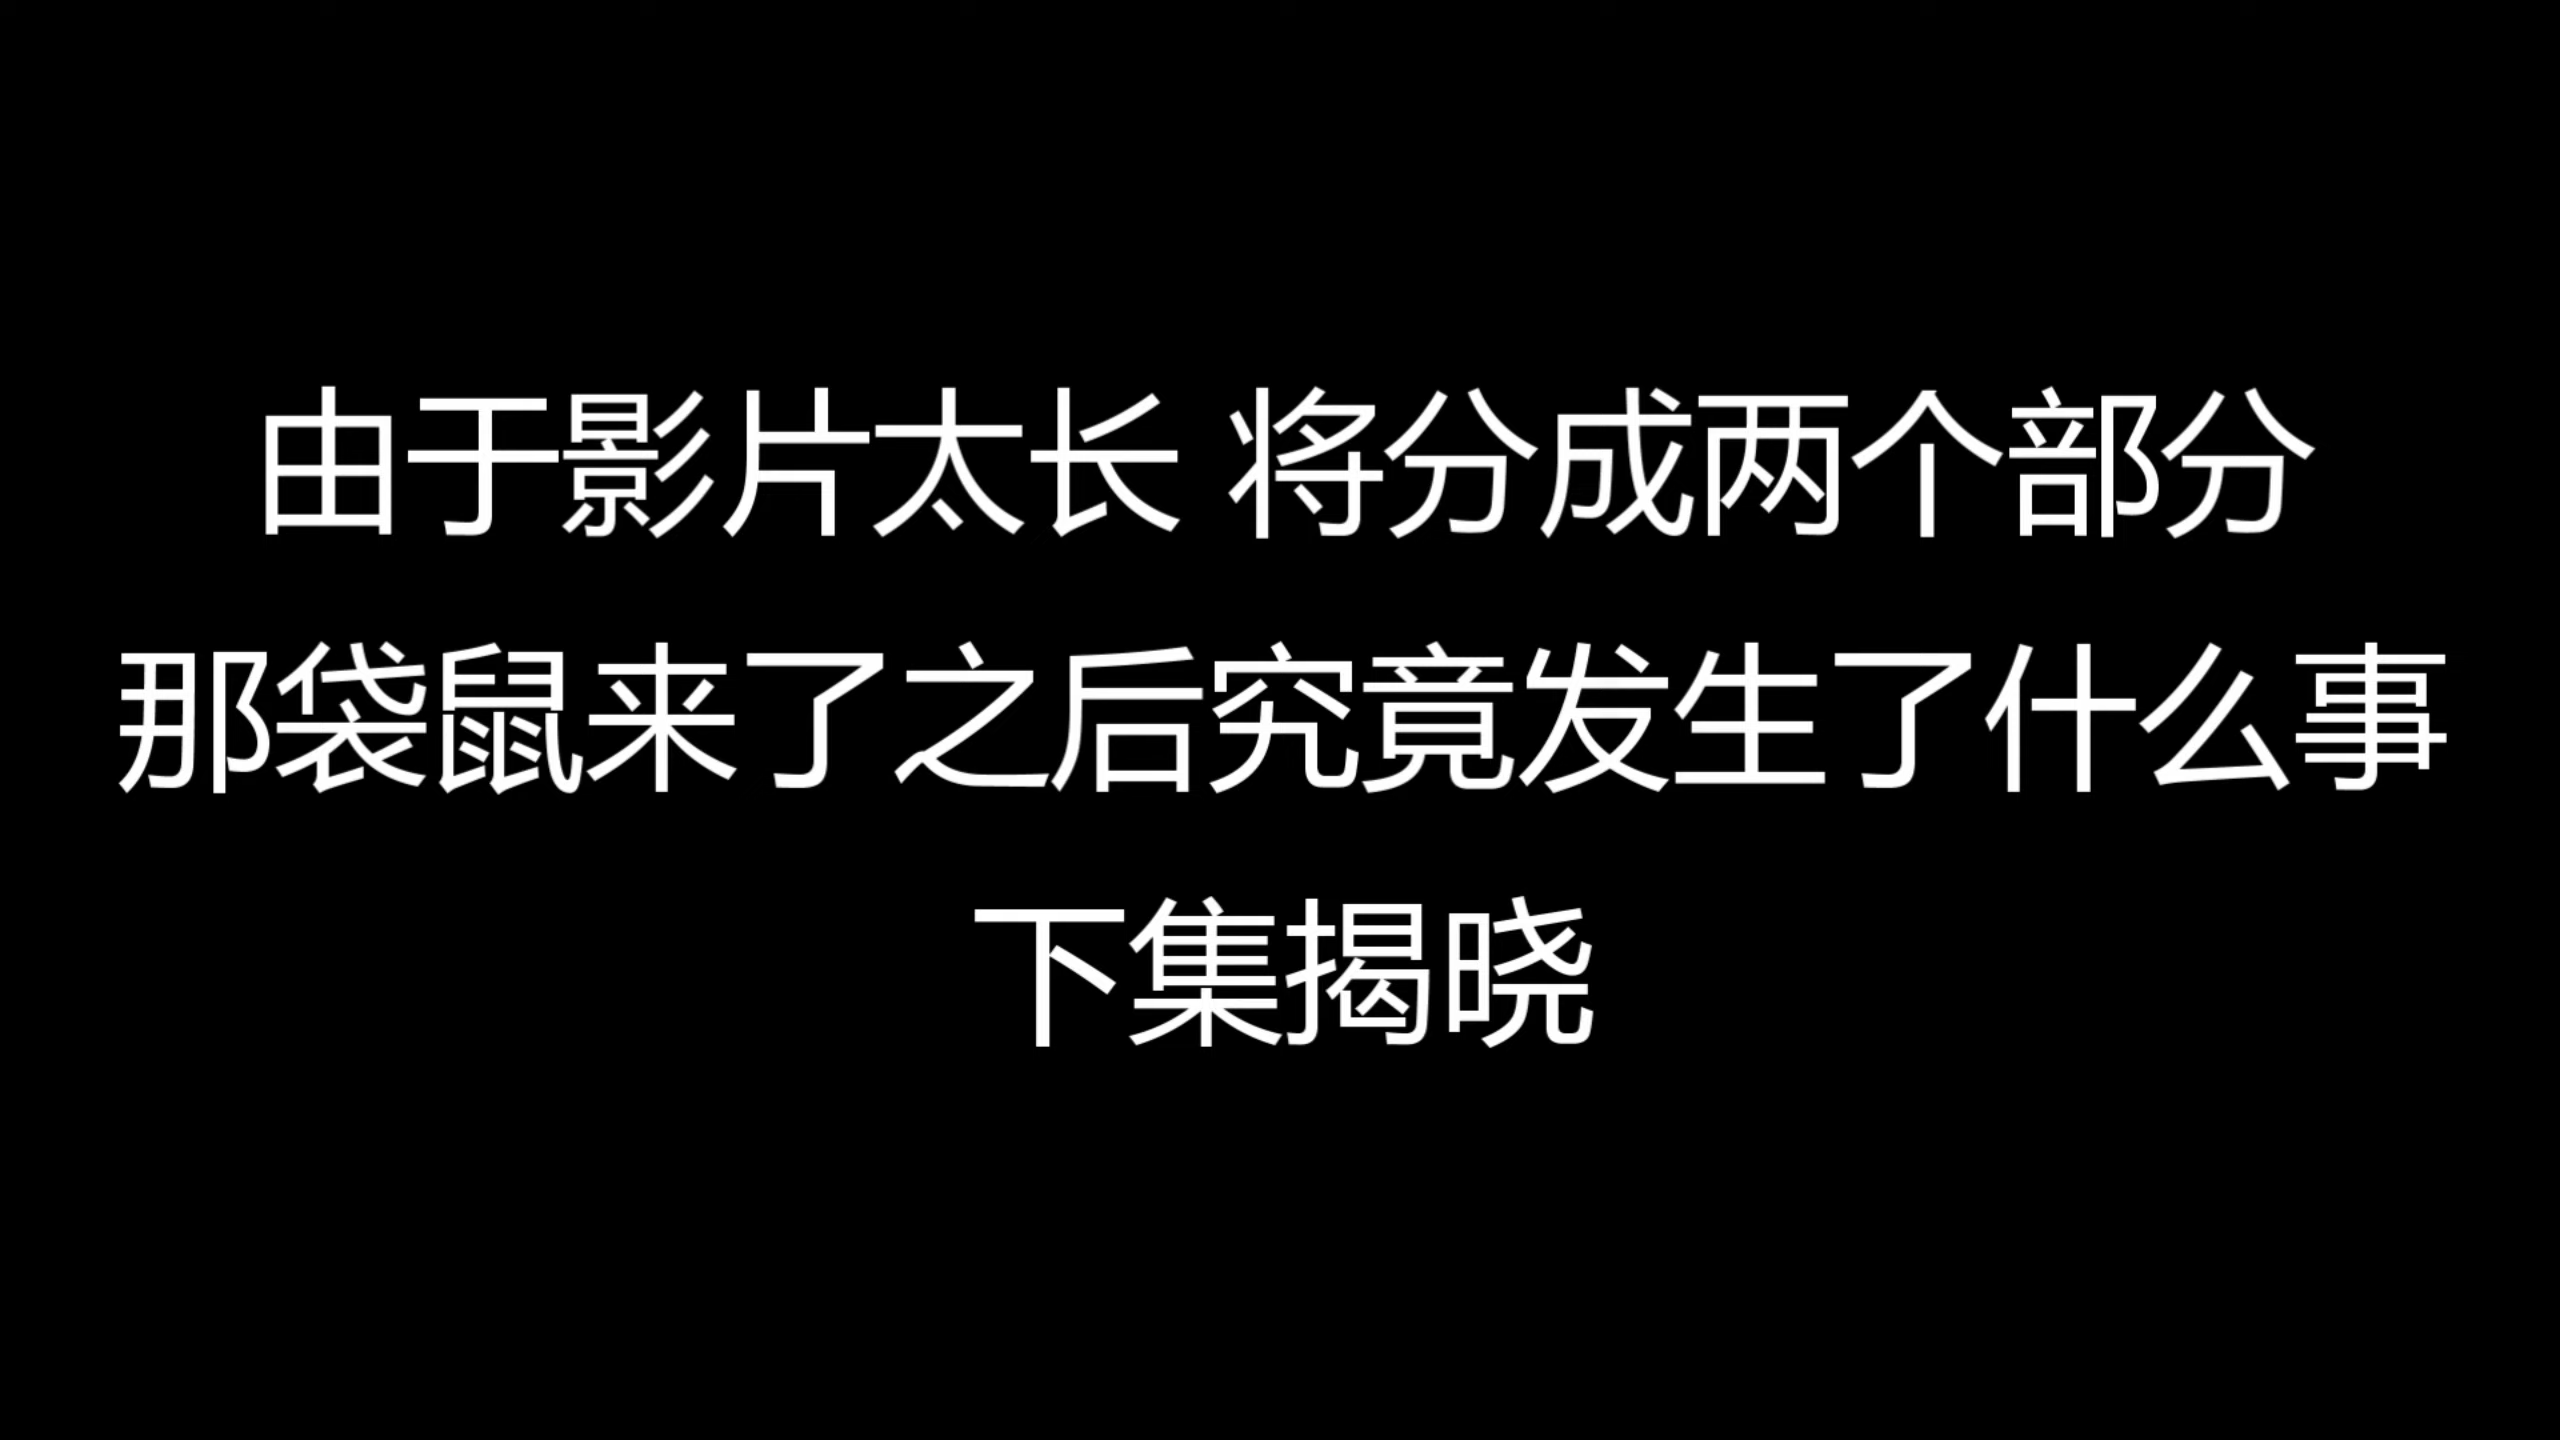 由于影片太长 将分成两个部分
那袋鼠来了之后究竟发生了什么事
下集揭晓